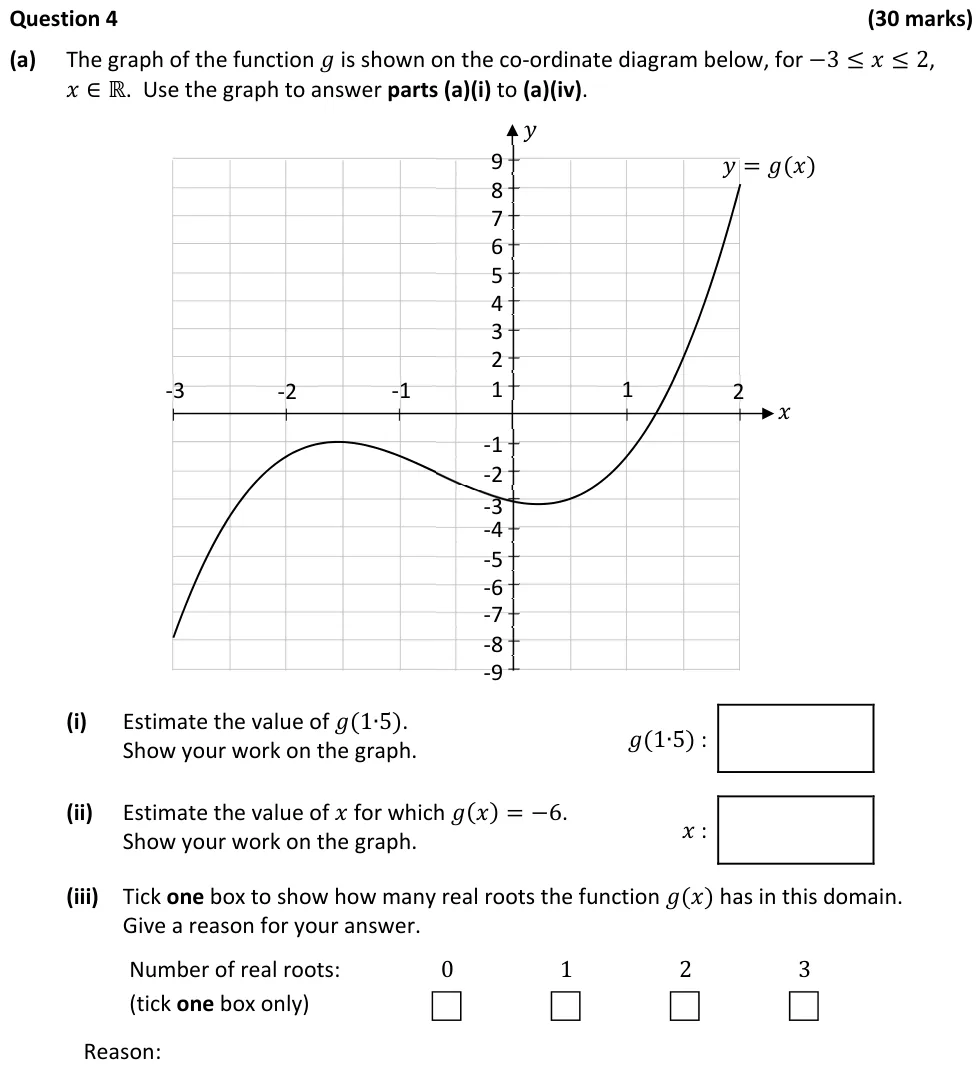 Question 4 (30 marks)
(a) The graph of the function g is shown on the co-ordinate diagram below, for −3 ≤ x ≤ 2,
x ∈ ℝ. Use the graph to answer parts (a)(i) to (a)(iv).
y
9
y = g(x)
8
7
6
5
4
3
2
-3 -2 -1 1 1 2
x
-1
-2
-3
-4
-5
-6
-7
-8
-9
(i) Estimate the value of g(1·5).
Show your work on the graph.
g(1·5) :
(ii) Estimate the value of x for which g(x) = −6.
Show your work on the graph.
x :
(iii) Tick one box to show how many real roots the function g(x) has in this domain.
Give a reason for your answer.
Number of real roots: 0 1 2 3
(tick one box only)
Reason: